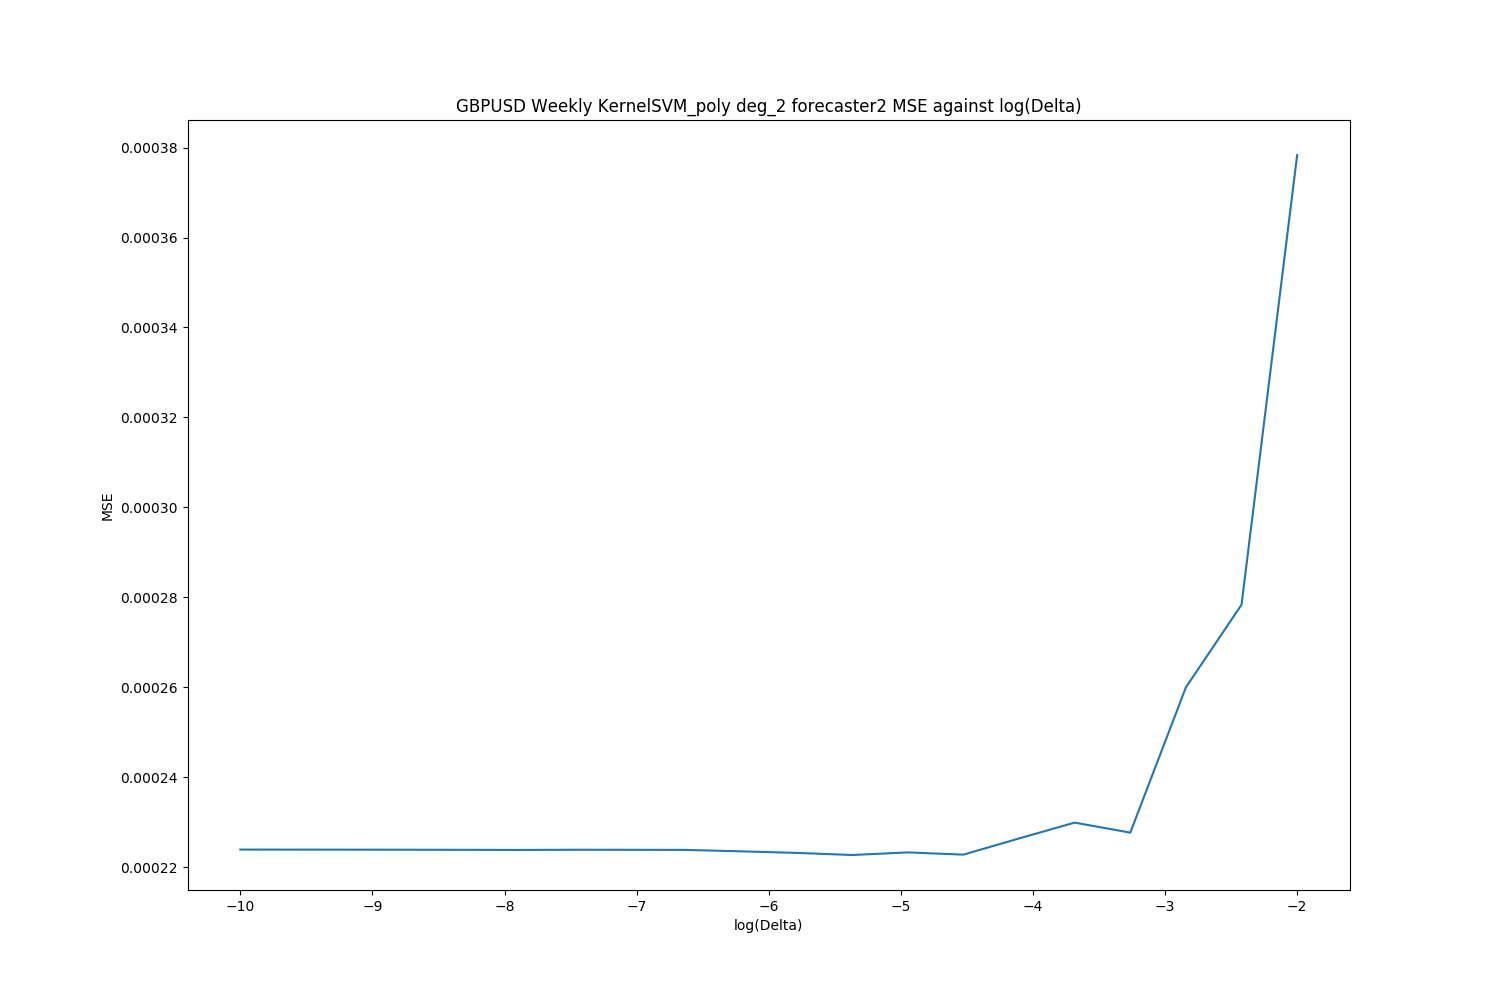 GBPUSD Weekly KernelSVM_poly deg_2 forecaster2 MSE against log(Delta)
0.00038
0.00036
0.00034
0.00032
0.00030
0.00028
0.00026
0.00024
0.00022
MSE
−10 −9 −8 −7 −6 −5 −4 −3 −2
log(Delta)